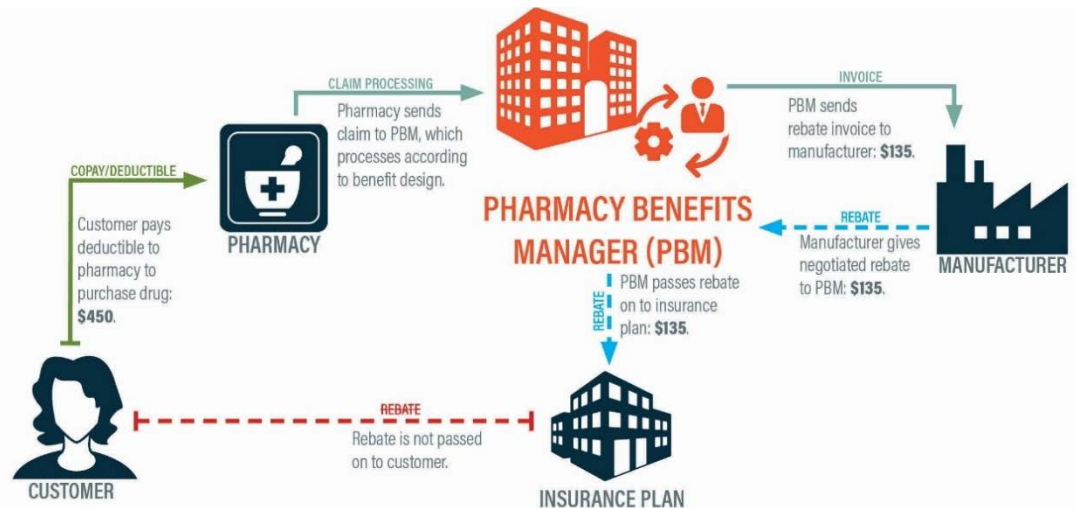 COPAY/DEDUCTIBLE
Customer pays
deductible to
pharmacy to
purchase drug:
$450.
CUSTOMER
PHARMACY
CLAIM PROCESSING
Pharmacy sends
claim to PBM, which
processes according
to benefit design.
PHARMACY BENEFITS
MANAGER (PBM)
INVOICE
PBM sends
rebate invoice to
manufacturer: $135.
MANUFACTURER
REBATE
Manufacturer gives
negotiated rebate
to PBM: $135.
REBATE
PBM passes rebate
on to insurance
plan: $135.
INSURANCE PLAN
REBATE
Rebate is not passed
on to customer.